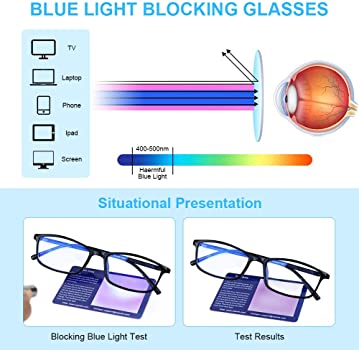 BLUE LIGHT BLOCKING GLASSES
TV
Laptop
Phone
Ipad
Screen
400-500nm
Haermful
Blue Light
Situational Presentation
Blocking Blue Light Test
Test Results